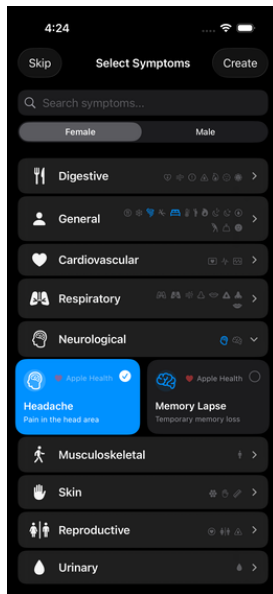 4:24
Skip
Select Symptoms
Create
Search symptoms...
Female
Male
Digestive
General
Cardiovascular
Respiratory
Neurological
Apple Health
Headache
Pain in the head area
Apple Health
Memory Lapse
Temporary memory loss
Musculoskeletal
Skin
Reproductive
Urinary